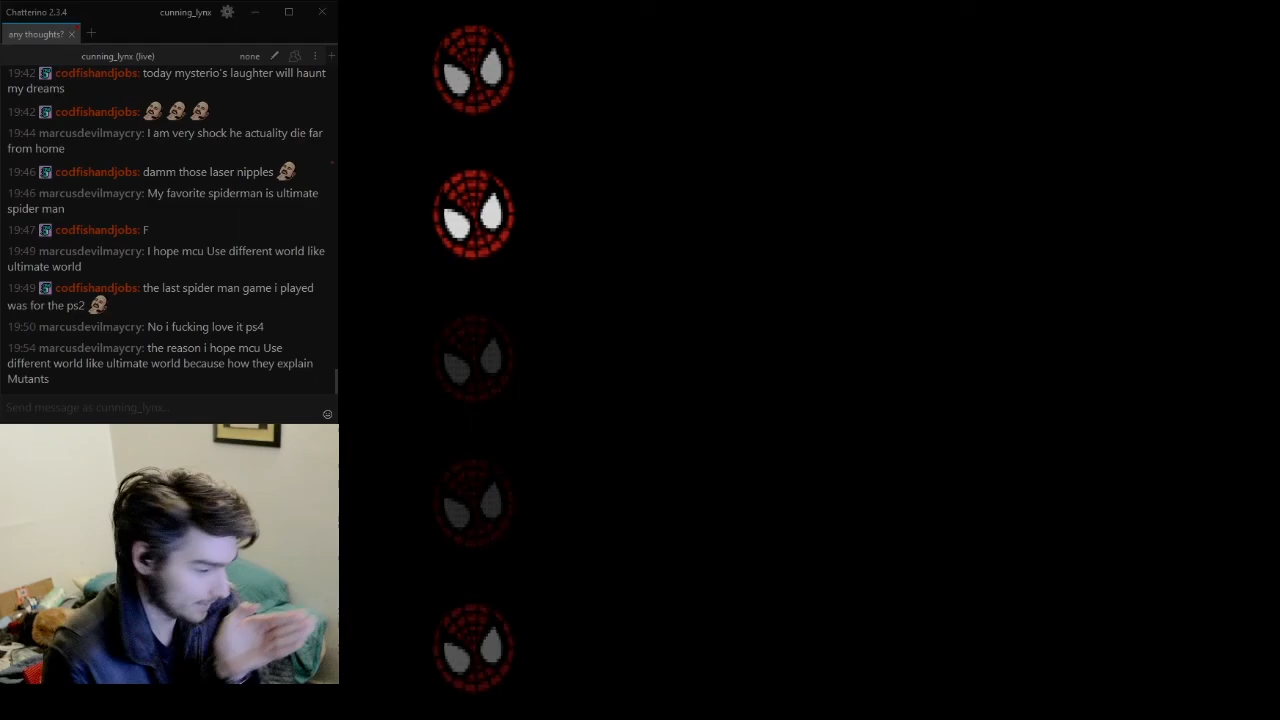 Chatterino 2.3.4
cunning_lynx
any thoughts?
cunning_lynx (live)
none
19:42 codfishandjobs: today mysterio's laughter will haunt
my dreams
19:42 codfishandjobs:
19:44 marcusdevilmaycry: I am very shock he actuality die far
from home
19:46 codfishandjobs: damm those laser nipples
19:46 marcusdevilmaycry: My favorite spiderman is ultimate
spider man
19:47 codfishandjobs: F
19:49 marcusdevilmaycry: I hope mcu Use different world like
ultimate world
19:49 codfishandjobs: the last spider man game i played
was for the ps2
19:50 marcusdevilmaycry: No i fucking love it ps4
19:54 marcusdevilmaycry: the reason i hope mcu Use
different world like ultimate world because how they explain
Mutants
Send message as cunning_lynx...